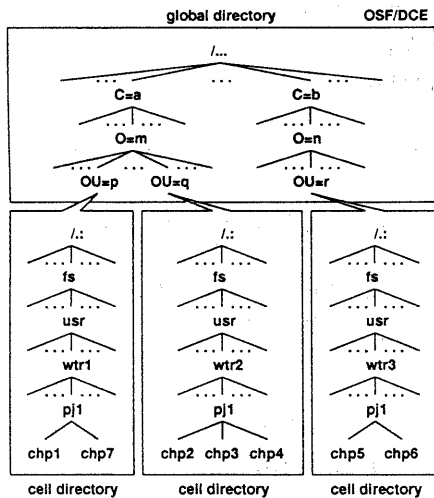 global directory OSF/DCE
/...
... ... ... ...
C=a C=b
... ... ... ...
O=m O=n
... ... ... ... ...
OU=p OU=q OU=r
/.: /.: /.:
... ... ... ... ... ...
fs fs fs
... ... ... ... ... ...
usr usr usr
... ... ... ... ... ...
wtr1 wtr2 wtr3
... ... ... ... ... ...
pj1 pj1 pj1
chp1 chp7 chp2 chp3 chp4 chp5 chp6
cell directory cell directory cell directory